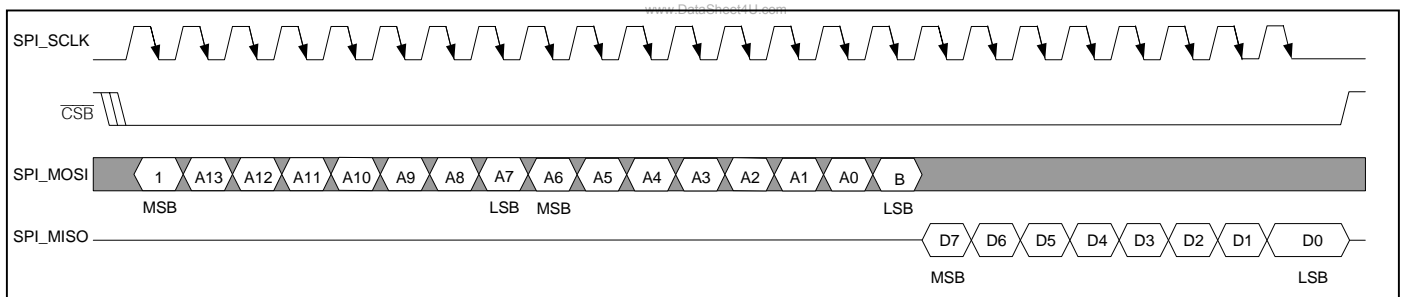 www.DataSheet4U.com
SPI_SCLK
CSB
SPI_MOSI 1 A13 A12 A11 A10 A9 A8 A7 A6 A5 A4 A3 A2 A1 A0 B
MSB LSB MSB LSB
SPI_MISO D7 D6 D5 D4 D3 D2 D1 D0
MSB LSB